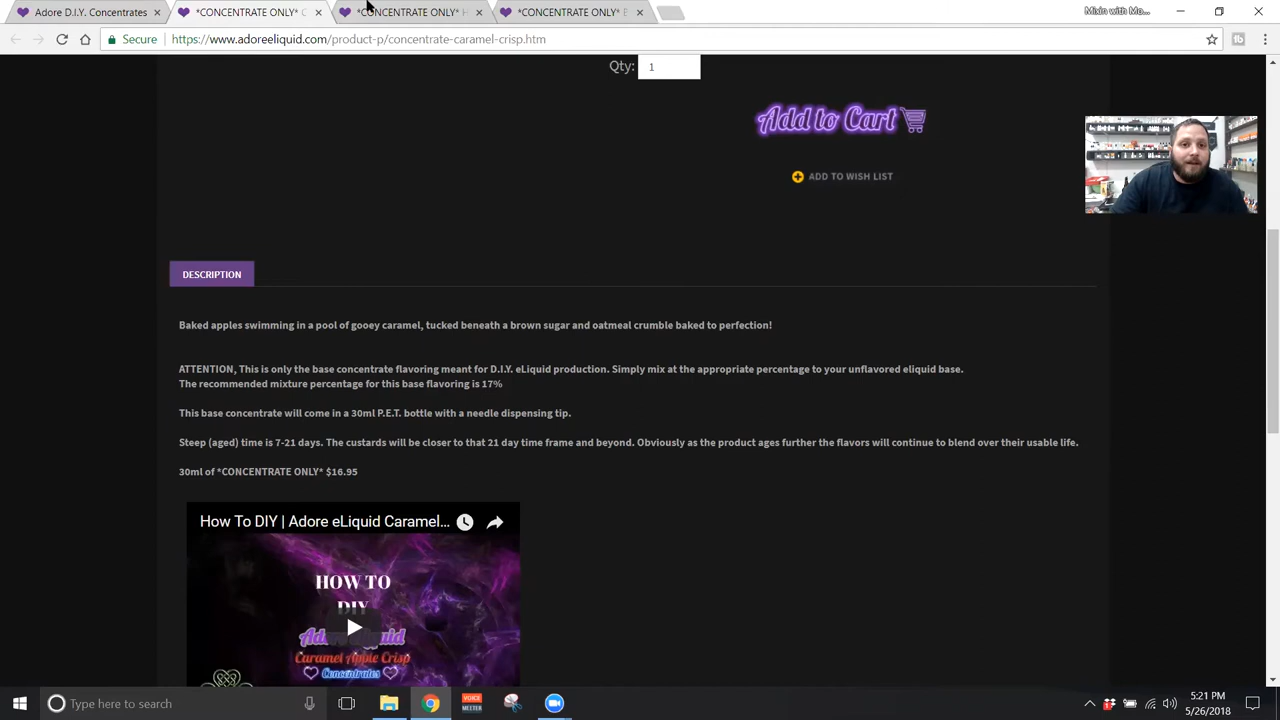 Adore D.I.Y. Concentrates
*CONCENTRATE ONLY* C
*CONCENTRATE ONLY* H
*CONCENTRATE ONLY* E
Mixin with Mo...
Secure
https://www.adoreeliquid.com/product-p/concentrate-caramel-crisp.htm
Qty: 1
Add to Cart
ADD TO WISH LIST
DESCRIPTION
Baked apples swimming in a pool of gooey caramel, tucked beneath a brown sugar and oatmeal crumble baked to perfection!
ATTENTION, This is only the base concentrate flavoring meant for D.I.Y. eLiquid production. Simply mix at the appropriate percentage to your unflavored eliquid base.
The recommended mixture percentage for this base flavoring is 17%
This base concentrate will come in a 30ml P.E.T. bottle with a needle dispensing tip.
Steep (aged) time is 7-21 days. The custards will be closer to that 21 day time frame and beyond. Obviously as the product ages further the flavors will continue to blend over their usable life.
30ml of *CONCENTRATE ONLY* $16.95
How To DIY | Adore eLiquid Caramel...
HOW TO
DIY
Adore eLiquid
Caramel Apple Crisp
Concentrates
Type here to search
VOICE
MEETER
5:21 PM
5/26/2018